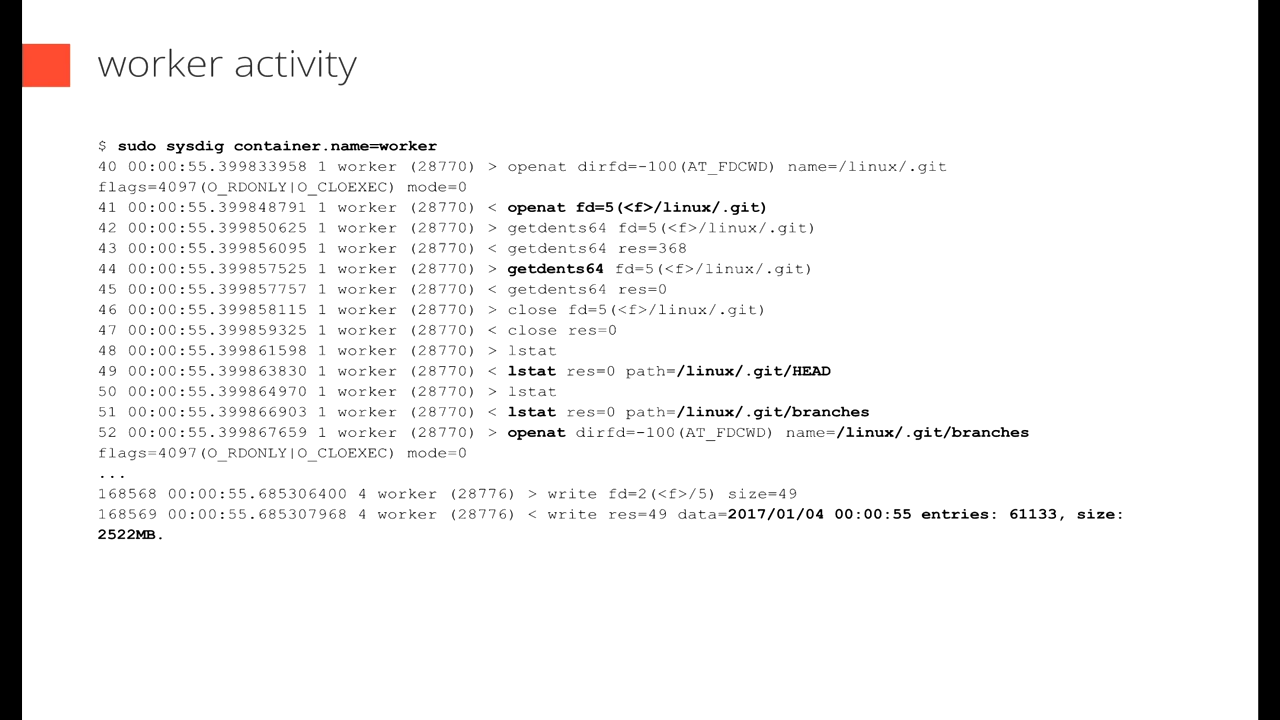 worker activity
$ sudo sysdig container.name=worker
40 00:00:55.399833958 1 worker (28770) > openat dirfd=-100(AT_FDCWD) name=/linux/.git
flags=4097(O_RDONLY|O_CLOEXEC) mode=0
41 00:00:55.399848791 1 worker (28770) < openat fd=5(<f>/linux/.git)
42 00:00:55.399850625 1 worker (28770) > getdents64 fd=5(<f>/linux/.git)
43 00:00:55.399856095 1 worker (28770) < getdents64 res=368
44 00:00:55.399857525 1 worker (28770) > getdents64 fd=5(<f>/linux/.git)
45 00:00:55.399857757 1 worker (28770) < getdents64 res=0
46 00:00:55.399858115 1 worker (28770) > close fd=5(<f>/linux/.git)
47 00:00:55.399859325 1 worker (28770) < close res=0
48 00:00:55.399861598 1 worker (28770) > lstat
49 00:00:55.399863830 1 worker (28770) < lstat res=0 path=/linux/.git/HEAD
50 00:00:55.399864970 1 worker (28770) > lstat
51 00:00:55.399866903 1 worker (28770) < lstat res=0 path=/linux/.git/branches
52 00:00:55.399867659 1 worker (28770) > openat dirfd=-100(AT_FDCWD) name=/linux/.git/branches
flags=4097(O_RDONLY|O_CLOEXEC) mode=0
...
168568 00:00:55.685306400 4 worker (28776) > write fd=2(<f>/5) size=49
168569 00:00:55.685307968 4 worker (28776) < write res=49 data=2017/01/04 00:00:55 entries: 61133, size:
2522MB.